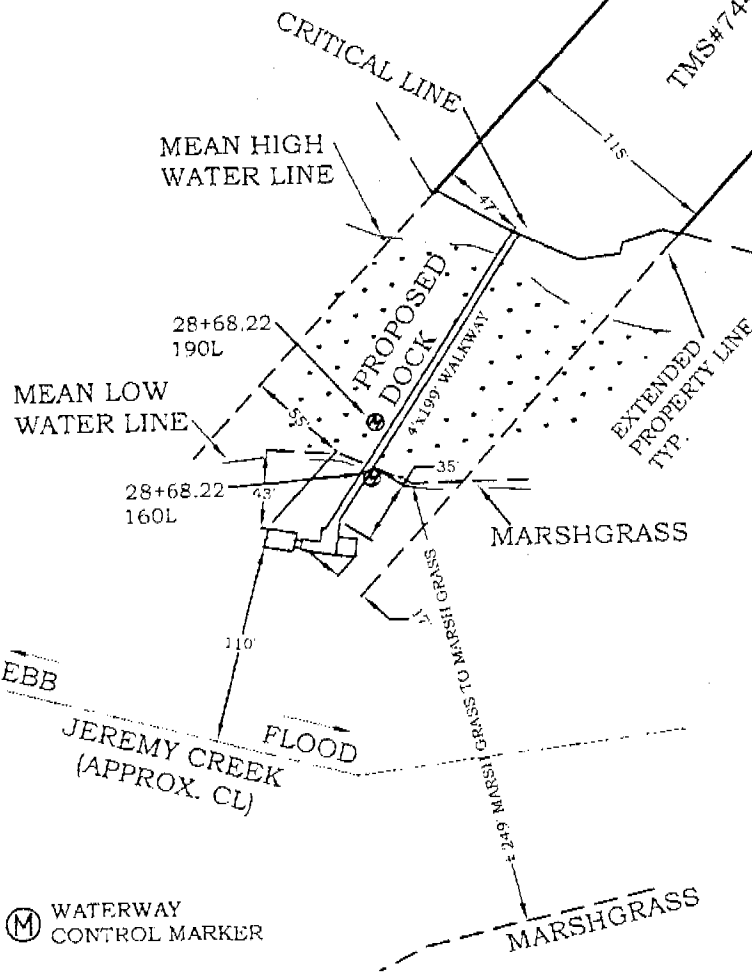 TMS#74
CRITICAL LINE
118'
MEAN HIGH
WATER LINE
47'
28+68.22
190L
PROPOSED
DOCK
4'x199' WALKWAY
MEAN LOW
WATER LINE
55'
EXTENDED
PROPERTY LINE
TYP.
35'
28+68.22
160L
43'
MARSHGRASS
17'
110'
±249' MARSH GRASS TO MARSH GRASS
EBB
FLOOD
JEREMY CREEK
(APPROX. CL)
M WATERWAY
CONTROL MARKER
MARSHGRASS